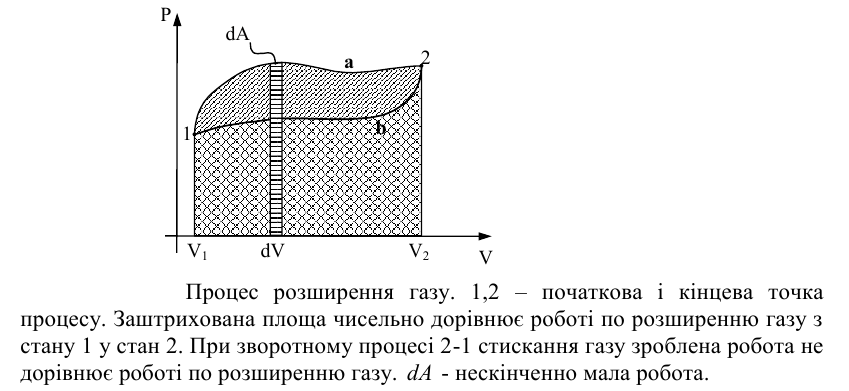 P
dA
a
2
1
b
V1
dV
V2
V
Процес розширення газу. 1,2 – початкова і кінцева точка
процесу. Заштрихована площа чисельно дорівнює роботі по розширенню газу з
стану 1 у стан 2. При зворотному процесі 2-1 стискання газу зроблена робота не
дорівнює роботі по розширенню газу. dA - нескінченно мала робота.